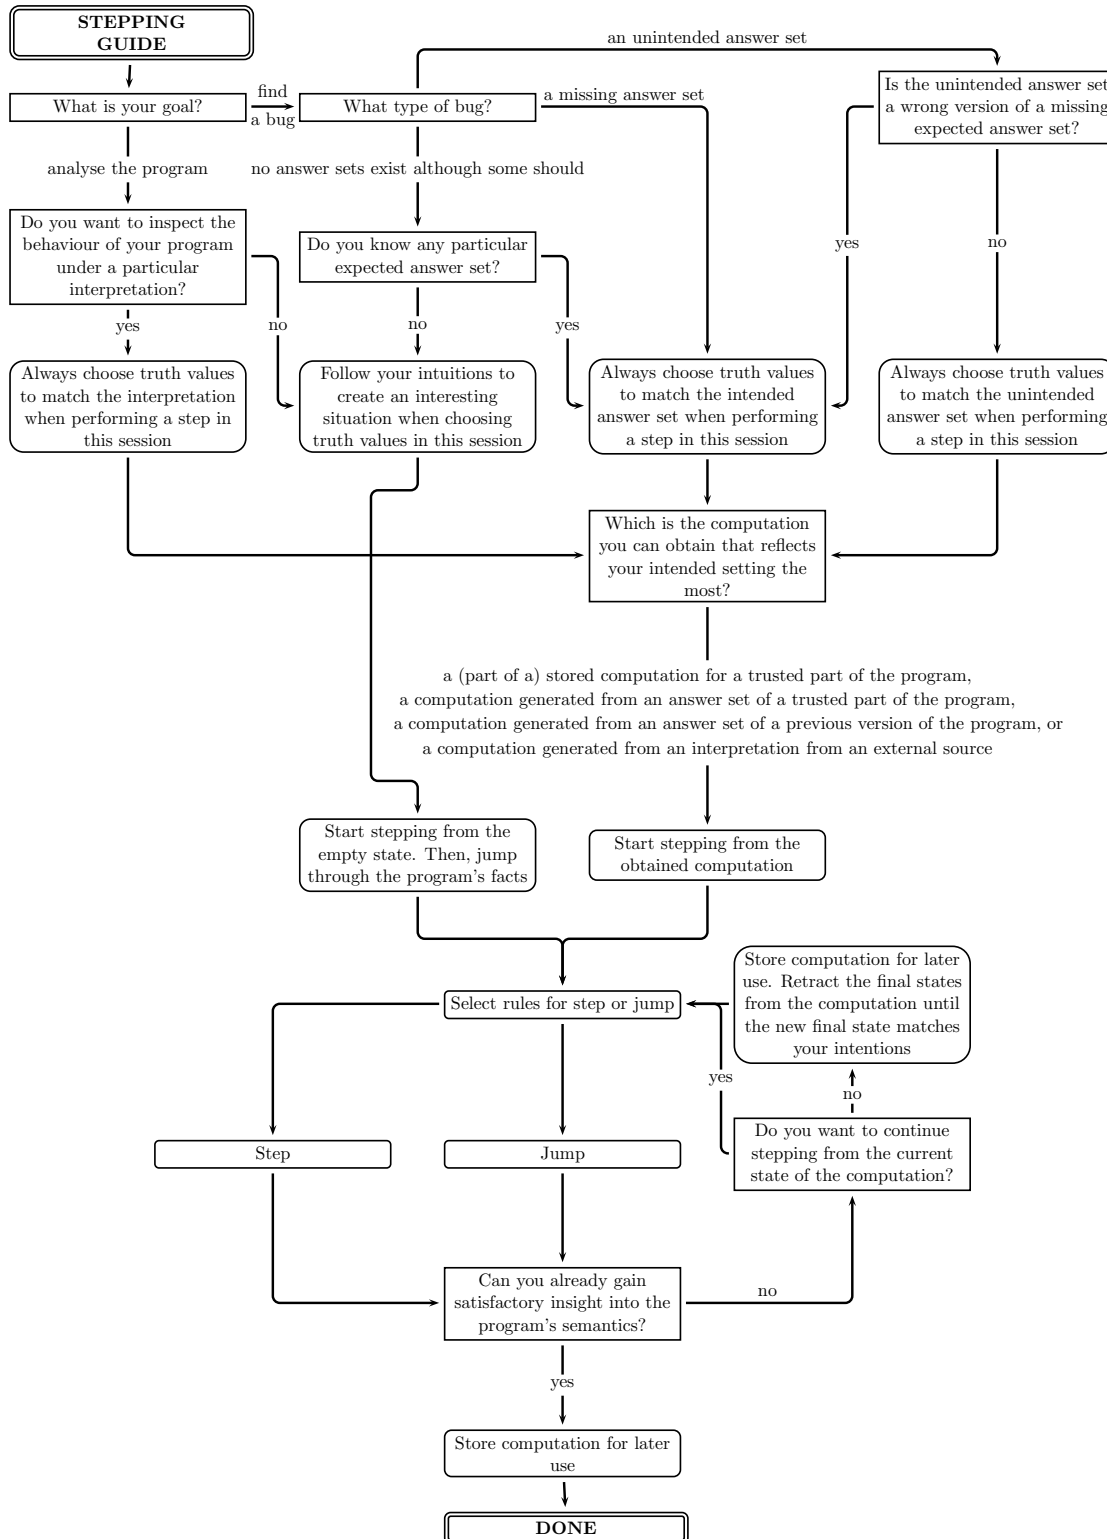 STEPPING
GUIDE
an unintended answer set
What is your goal?
find
a bug
What type of bug?
a missing answer set
Is the unintended answer set
a wrong version of a missing
expected answer set?
analyse the program
no answer sets exist although some should
Do you want to inspect the
behaviour of your program
under a particular
interpretation?
Do you know any particular
expected answer set?
yes
no
yes
no
no
yes
Always choose truth values
to match the interpretation
when performing a step in
this session
Follow your intuitions to
create an interesting
situation when choosing
truth values in this session
Always choose truth values
to match the intended
answer set when performing
a step in this session
Always choose truth values
to match the unintended
answer set when performing
a step in this session
Which is the computation
you can obtain that reflects
your intended setting the
most?
a (part of a) stored computation for a trusted part of the program,
a computation generated from an answer set of a trusted part of the program,
a computation generated from an answer set of a previous version of the program, or
a computation generated from an interpretation from an external source
Start stepping from the
empty state. Then, jump
through the program's facts
Start stepping from the
obtained computation
Store computation for later
use. Retract the final states
from the computation until
the new final state matches
your intentions
Select rules for step or jump
yes
no
Do you want to continue
stepping from the current
state of the computation?
Step
Jump
Can you already gain
satisfactory insight into the
program's semantics?
no
yes
Store computation for later
use
DONE